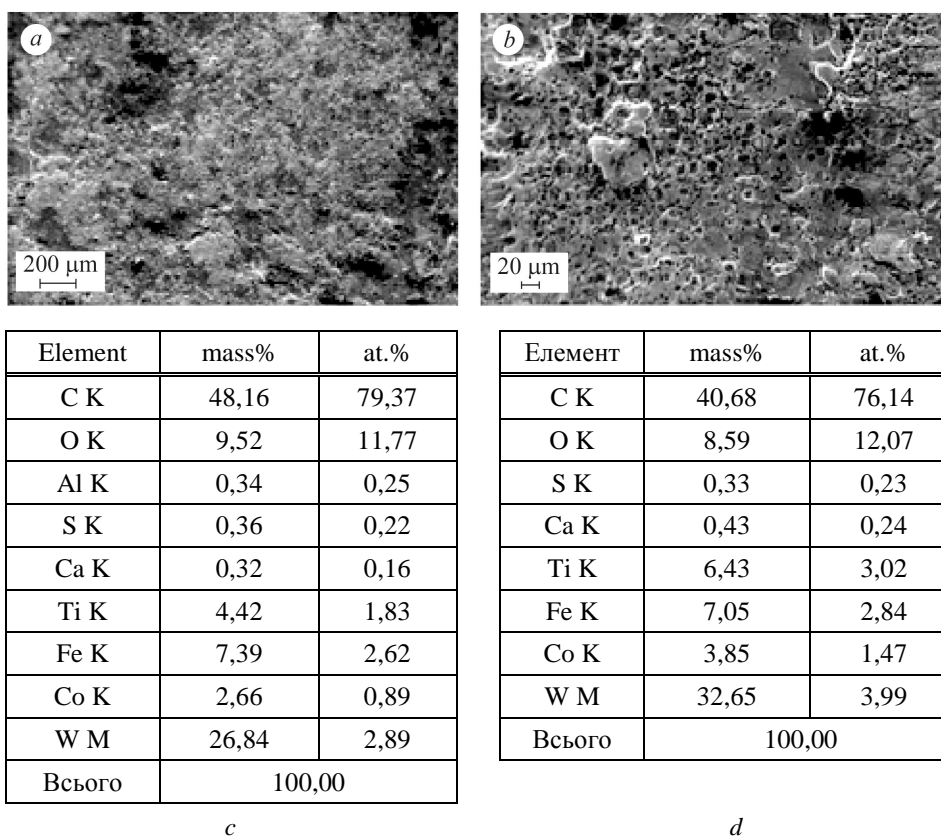 a b
200 µm 20 µm
Element mass% at.%
C K 48,16 79,37
O K 9,52 11,77
Al K 0,34 0,25
S K 0,36 0,22
Ca K 0,32 0,16
Ti K 4,42 1,83
Fe K 7,39 2,62
Co K 2,66 0,89
W M 26,84 2,89
Всього 100,00
Елемент mass% at.%
C K 40,68 76,14
O K 8,59 12,07
S K 0,33 0,23
Ca K 0,43 0,24
Ti K 6,43 3,02
Fe K 7,05 2,84
Co K 3,85 1,47
W M 32,65 3,99
Всього 100,00
c d